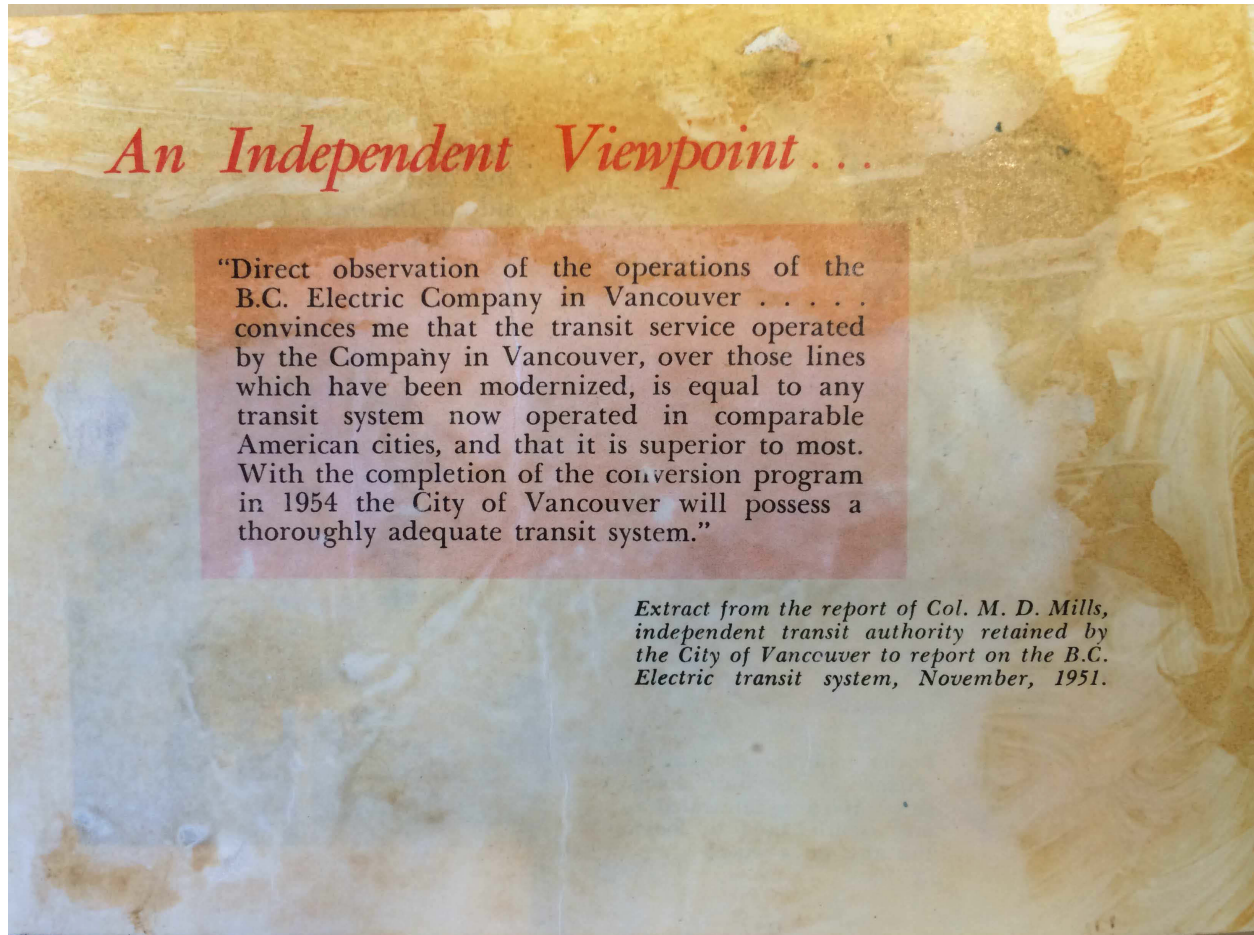 An Independent Viewpoint . . .
“Direct observation of the operations of the
B.C. Electric Company in Vancouver . . . . .
convinces me that the transit service operated
by the Company in Vancouver, over those lines
which have been modernized, is equal to any
transit system now operated in comparable
American cities, and that it is superior to most.
With the completion of the conversion program
in 1954 the City of Vancouver will possess a
thoroughly adequate transit system.”
Extract from the report of Col. M. D. Mills,
independent transit authority retained by
the City of Vancouver to report on the B.C.
Electric transit system, November, 1951.